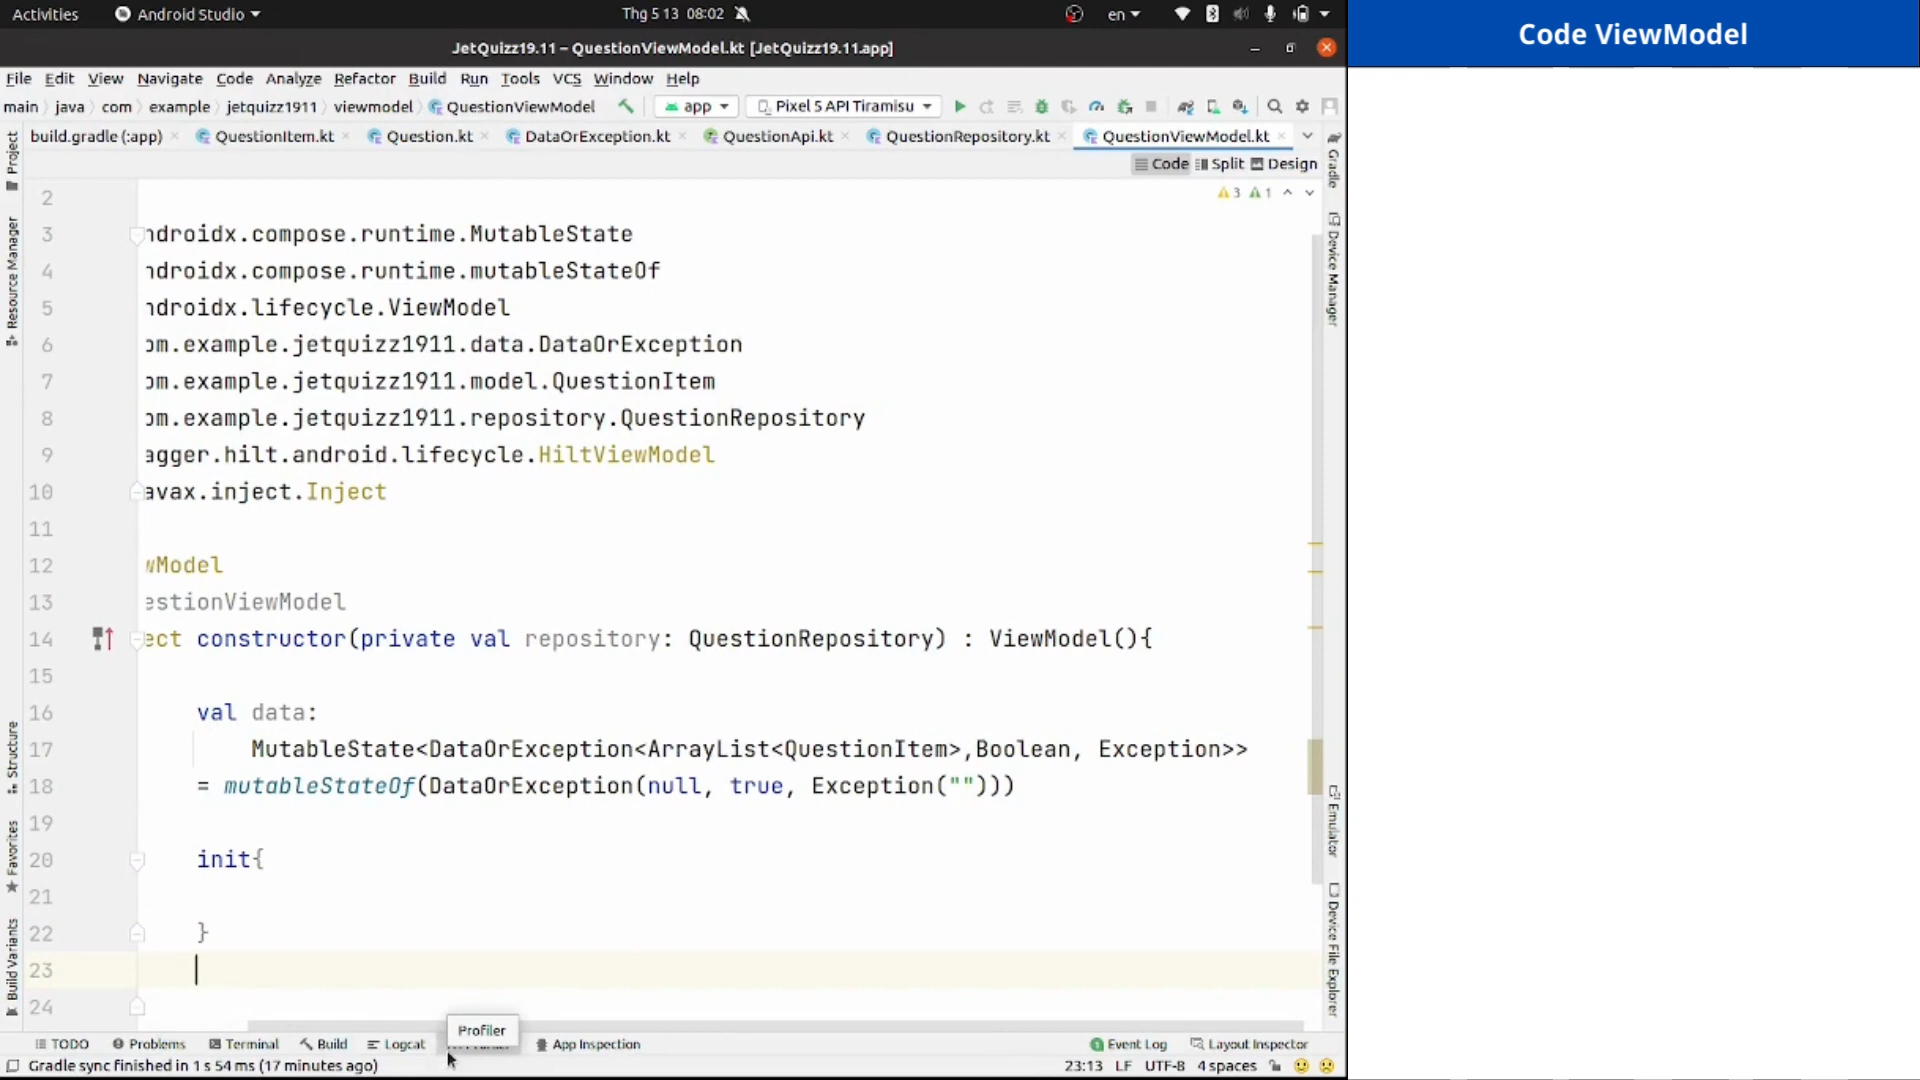 Activities Android Studio Thg 5 13 08:02 en
Code ViewModel
JetQuizz19.11 – QuestionViewModel.kt [JetQuizz19.11.app]
File Edit View Navigate Code Analyze Refactor Build Run Tools VCS Window Help
main java com example jetquizz1911 viewmodel QuestionViewModel app Pixel 5 API Tiramisu
build.gradle (:app) QuestionItem.kt Question.kt DataOrException.kt QuestionApi.kt QuestionRepository.kt QuestionViewModel.kt
Code Split Design
3 1
2
3 ndroidx.compose.runtime.MutableState
4 ndroidx.compose.runtime.mutableStateOf
5 ndroidx.lifecycle.ViewModel
6 om.example.jetquizz1911.data.DataOrException
7 om.example.jetquizz1911.model.QuestionItem
8 om.example.jetquizz1911.repository.QuestionRepository
9 agger.hilt.android.lifecycle.HiltViewModel
10 avax.inject.Inject
11
12 wModel
13 estionViewModel
14 ect constructor(private val repository: QuestionRepository) : ViewModel(){
15
16 val data:
17 MutableState<DataOrException<ArrayList<QuestionItem>,Boolean, Exception>>
18 = mutableStateOf(DataOrException(null, true, Exception("")))
19
20 init{
21
22 }
23
24
Project
Resource Manager
Structure
Favorites
Build Variants
Gradle
Device Manager
Emulator
Device File Explorer
Profiler
TODO Problems Terminal Build Logcat App Inspection Event Log Layout Inspector
Gradle sync finished in 1 s 54 ms (17 minutes ago) 23:13 LF UTF-8 4 spaces